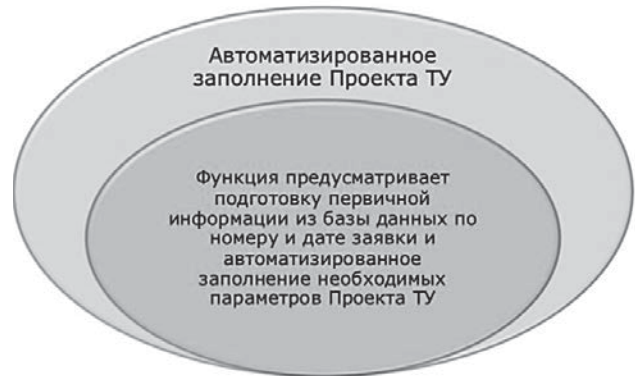 Автоматизированное
заполнение Проекта ТУ
Функция предусматривает
подготовку первичной
информации из базы данных по
номеру и дате заявки и
автоматизированное
заполнение необходимых
параметров Проекта ТУ